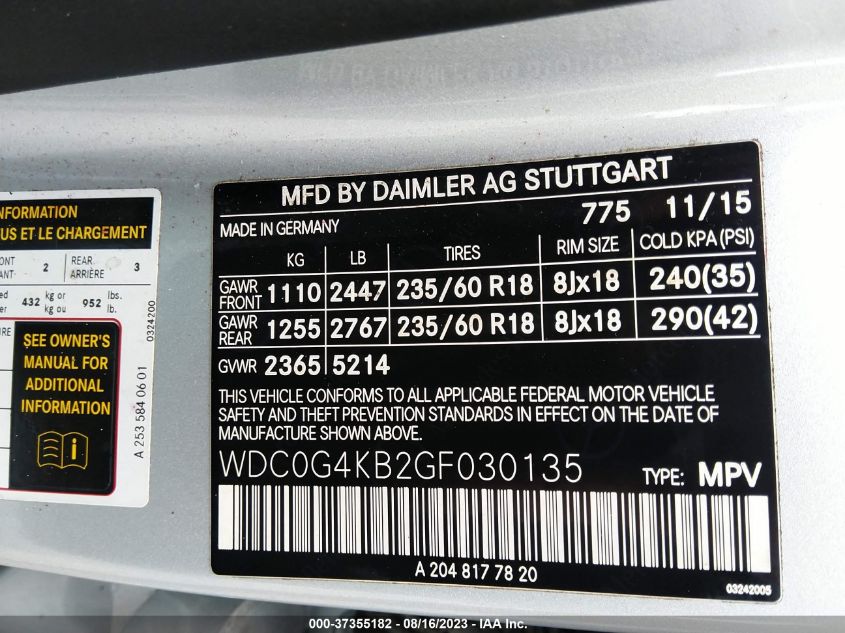 MFD BY DAIMLER AG STUTTGART
MADE IN GERMANY 775 11/15
KG LB TIRES RIM SIZE COLD KPA (PSI)
GAWR FRONT 1110 2447 235/60 R18 8Jx18 240(35)
GAWR REAR 1255 2767 235/60 R18 8Jx18 290(42)
GVWR 2365 5214
THIS VEHICLE CONFORMS TO ALL APPLICABLE FEDERAL MOTOR VEHICLE
SAFETY AND THEFT PREVENTION STANDARDS IN EFFECT ON THE DATE OF
MANUFACTURE SHOWN ABOVE.
WDC0G4KB2GF030135 TYPE: MPV
A 204 817 78 20
03242005
INFORMATION
ET LE CHARGEMENT
2 REAR ARRIÈRE 3
432 kg or kg ou 952 lbs. lb.
0324200
SEE OWNER'S
MANUAL FOR
ADDITIONAL
INFORMATION
A 253 584 06 01
000-37355182 - 08/16/2023 - IAA Inc.